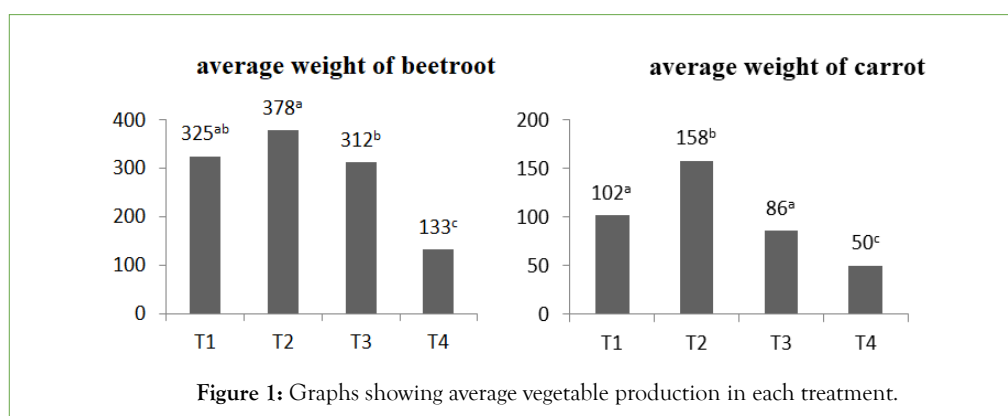 average weight of beetroot
400
300
200
100
0
325ᵃᵇ
378ᵃ
312ᵇ
133ᶜ
T1 T2 T3 T4
average weight of carrot
200
150
100
50
0
102ᵃ
158ᵇ
86ᵃ
50ᶜ
T1 T2 T3 T4
Figure 1: Graphs showing average vegetable production in each treatment.